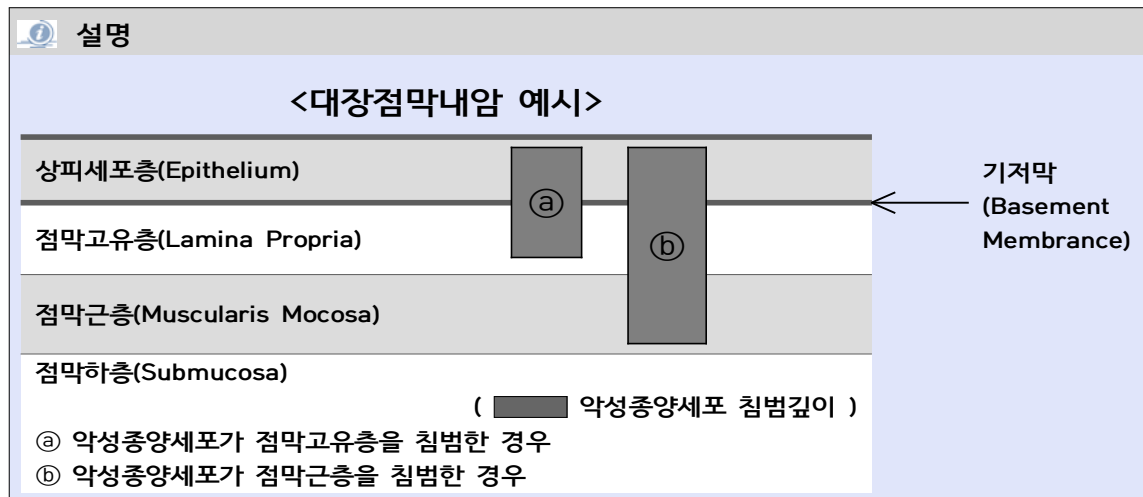 설명
<대장점막내암 예시>
상피세포층(Epithelium)
ⓐ
기저막
(Basement
Membrance)
점막고유층(Lamina Propria)
ⓑ
점막근층(Muscularis Mocosa)
점막하층(Submucosa)
( 악성종양세포 침범깊이 )
ⓐ 악성종양세포가 점막고유층을 침범한 경우
ⓑ 악성종양세포가 점막근층을 침범한 경우